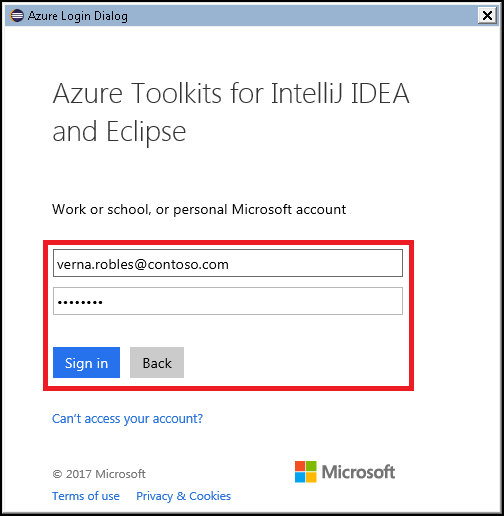 Azure Login Dialog
Azure Toolkits for IntelliJ IDEA
and Eclipse
Work or school, or personal Microsoft account
verna.robles@contoso.com
••••••••
Sign in Back
Can't access your account?
© 2017 Microsoft Microsoft
Terms of use Privacy & Cookies